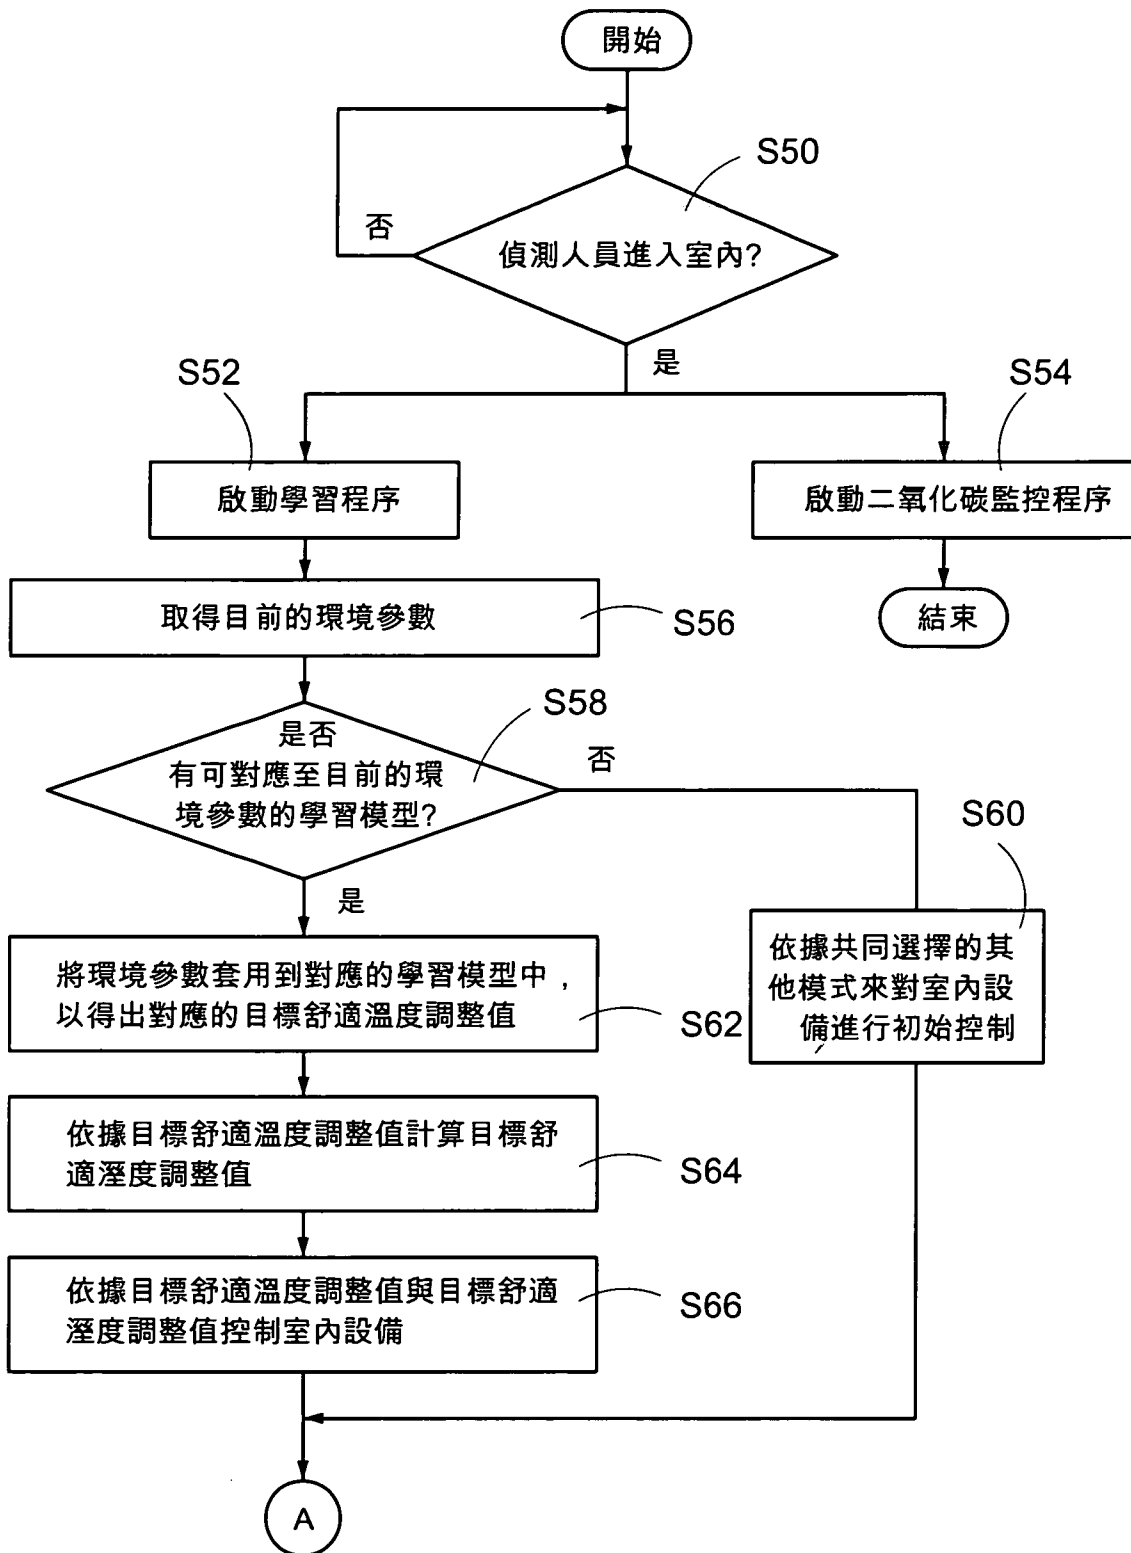 開始
S50
否
偵測人員進入室內?
是
S52
S54
啟動學習程序
啟動二氧化碳監控程序
取得目前的環境參數
S56
結束
S58
是否
有可對應至目前的環
境參數的學習模型?
否
S60
是
將環境參數套用到對應的學習模型中,
以得出對應的目標舒適溫度調整值
S62
依據共同選擇的其
他模式來對室內設
備進行初始控制
依據目標舒適溫度調整值計算目標舒
適溼度調整值
S64
依據目標舒適溫度調整值與目標舒適
溼度調整值控制室內設備
S66
A